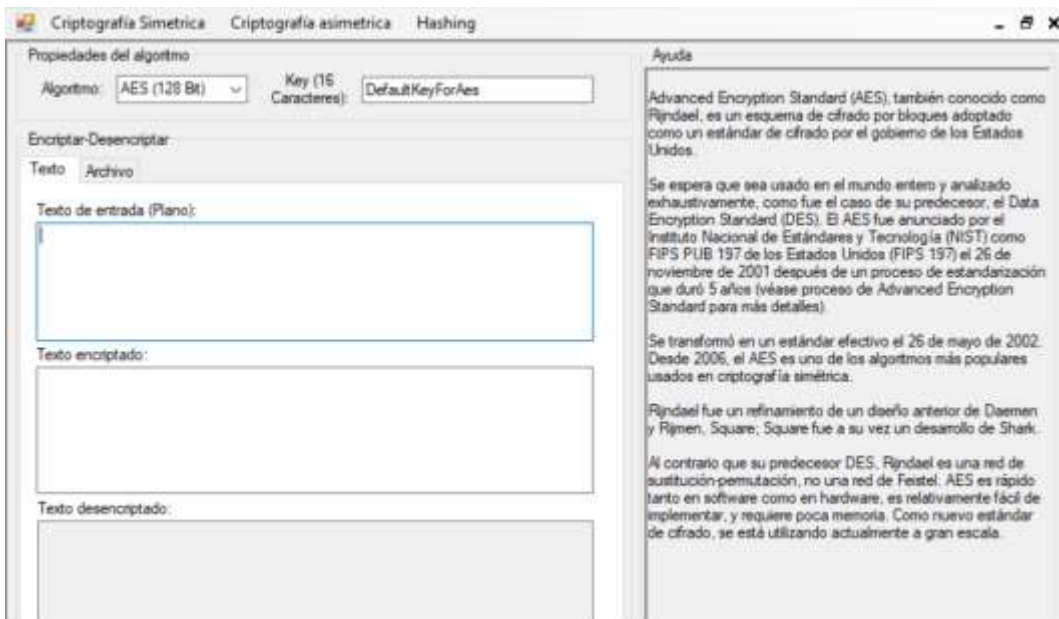 Criptografía Simetrica Criptografía asimetrica Hashing
Propiedades del algoritmo
Algoritmo: AES (128 Bit)
Key (16
Caracteres):
DefaultKeyForAes
Encriptar-Desencriptar
Texto Archivo
Texto de entrada (Plano):
Texto encriptado:
Texto desencriptado:
Ayuda
Advanced Encryption Standard (AES), también conocido como
Rijndael, es un esquema de cifrado por bloques adoptado
como un estándar de cifrado por el gobierno de los Estados
Unidos.
Se espera que sea usado en el mundo entero y analizado
exhaustivamente, como fue el caso de su predecesor, el Data
Encryption Standard (DES). El AES fue anunciado por el
Instituto Nacional de Estándares y Tecnología (NIST) como
FIPS PUB 197 de los Estados Unidos (FIPS 197) el 26 de
noviembre de 2001 después de un proceso de estandarización
que duró 5 años (véase proceso de Advanced Encryption
Standard para más detalles).
Se transformó en un estándar efectivo el 26 de mayo de 2002.
Desde 2006, el AES es uno de los algoritmos más populares
usados en criptografía simétrica.
Rijndael fue un refinamiento de un diseño anterior de Daemen
y Rijmen, Square; Square fue a su vez un desarrollo de Shark.
Al contrario que su predecesor DES, Rijndael es una red de
sustitución-permutación, no una red de Feistel. AES es rápido
tanto en software como en hardware, es relativamente fácil de
implementar, y requiere poca memoria. Como nuevo estándar
de cifrado, se está utilizando actualmente a gran escala.